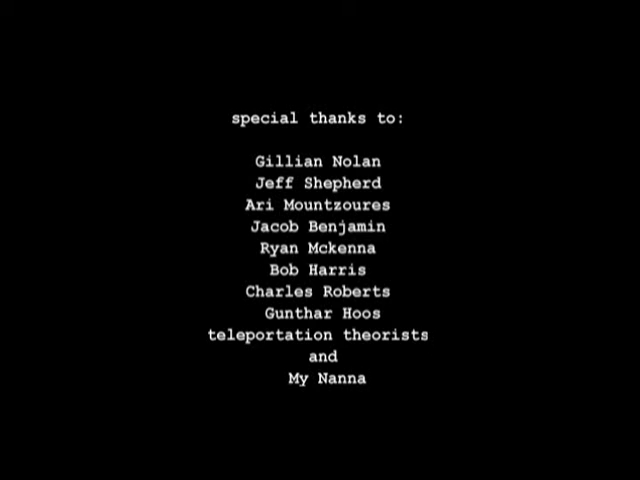 special thanks to:
Gillian Nolan
Jeff Shepherd
Ari Mountzoures
Jacob Benjamin
Ryan Mckenna
Bob Harris
Charles Roberts
Gunthar Hoos
teleportation theorists
and
My Nanna